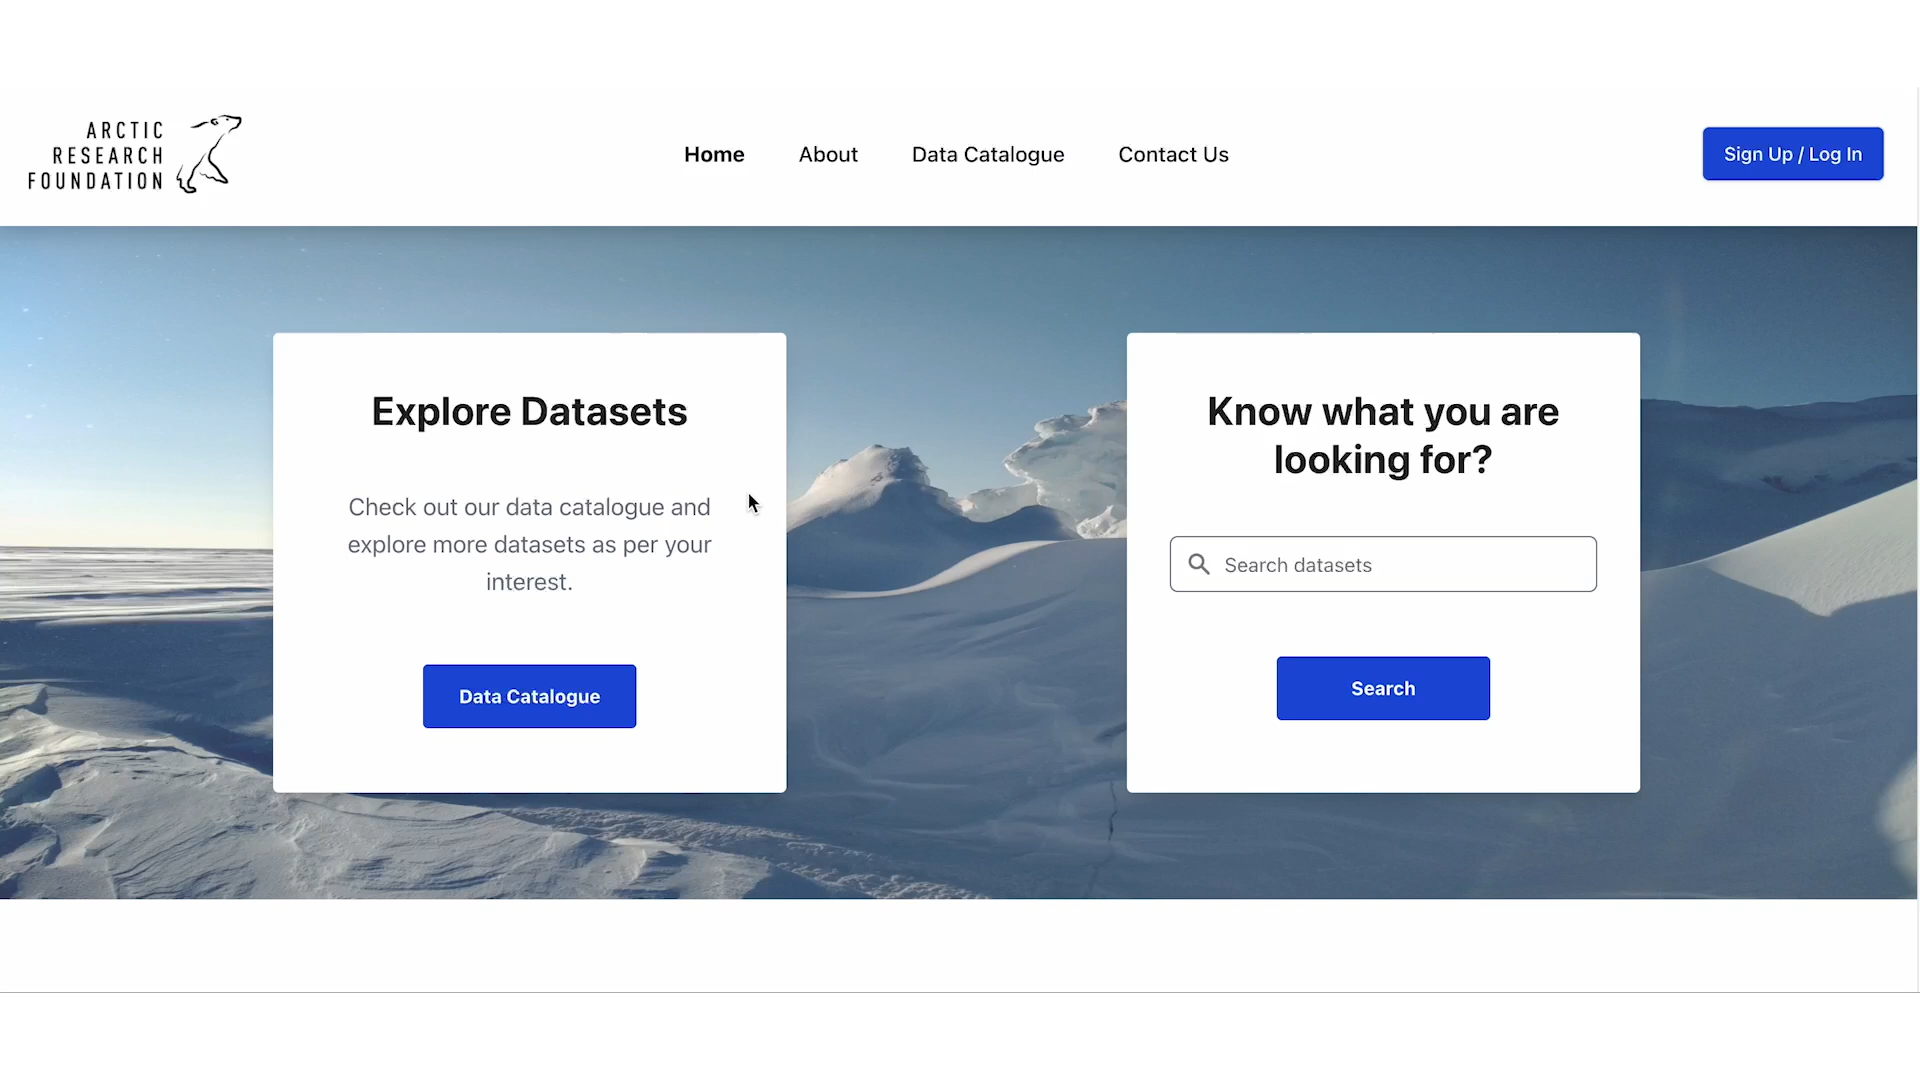 ARCTIC
RESEARCH
FOUNDATION
Home
About
Data Catalogue
Contact Us
Sign Up / Log In
Explore Datasets
Check out our data catalogue and
explore more datasets as per your
interest.
Data Catalogue
Know what you are
looking for?
Search datasets
Search